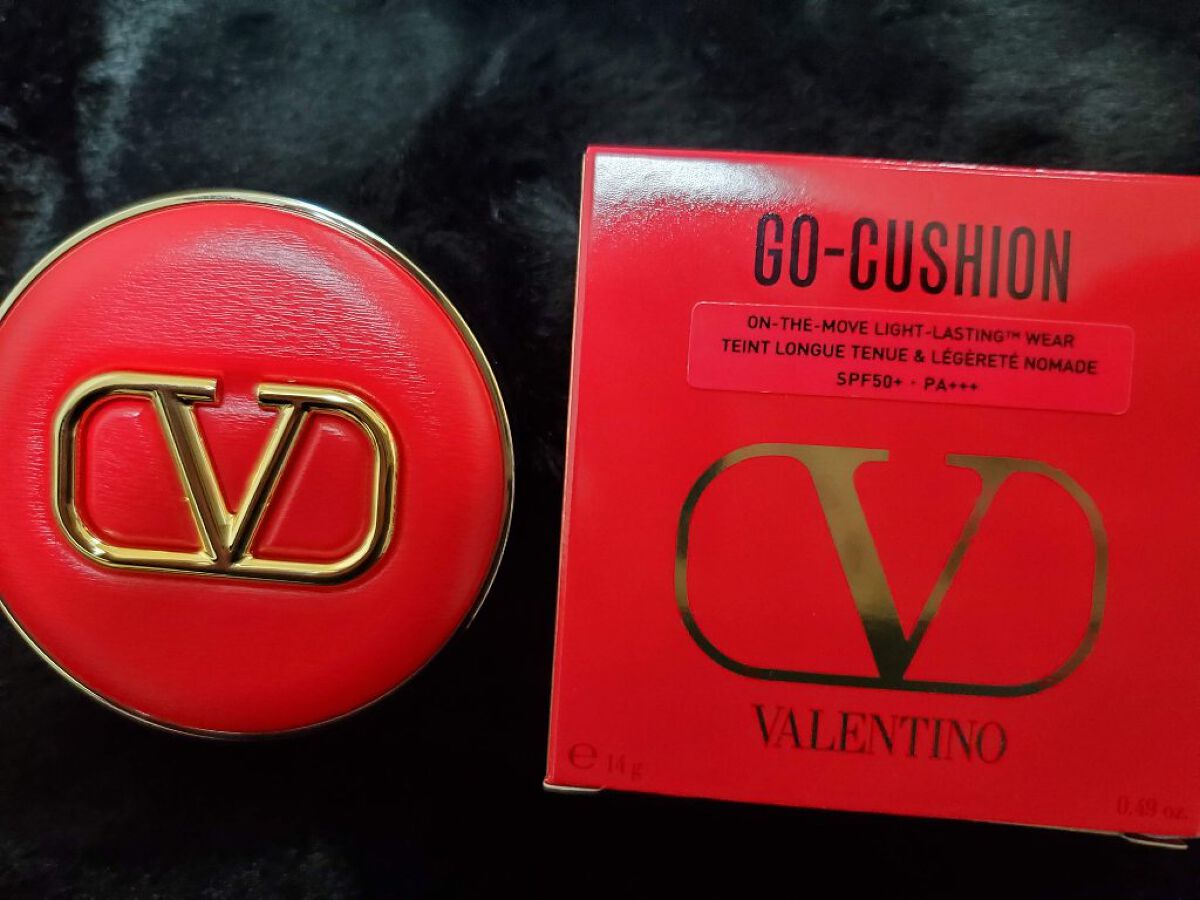 GO-CUSHION
ON-THE-MOVE LIGHT-LASTING™ WEAR
TEINT LONGUE TENUE & LÉGÈRETÉ NOMADE
SPF50+ · PA+++
V
V
VALENTINO
℮ 14 g
0.49 oz.